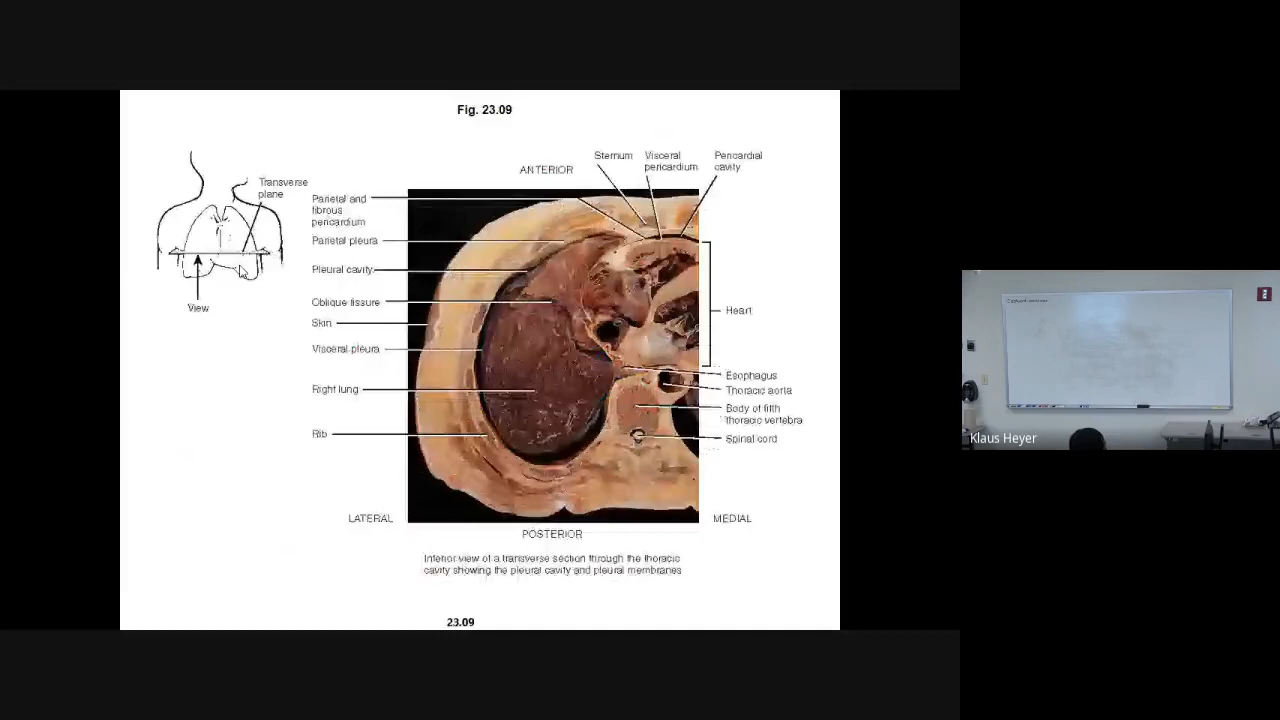 Fig. 23.09
Transverse
plane
View
ANTERIOR
Sternum
Visceral
pericardium
Pericardial
cavity
Parietal and
fibrous
pericardium
Parietal pleura
Pleural cavity
Oblique fissure
Skin
Visceral pleura
Right lung
Rib
Heart
Esophagus
Thoracic aorta
Body of fifth
thoracic vertebra
Spinal cord
LATERAL
POSTERIOR
MEDIAL
Inferior view of a transverse section through the thoracic
cavity showing the pleural cavity and pleural membranes
23.09
Klaus Heyer